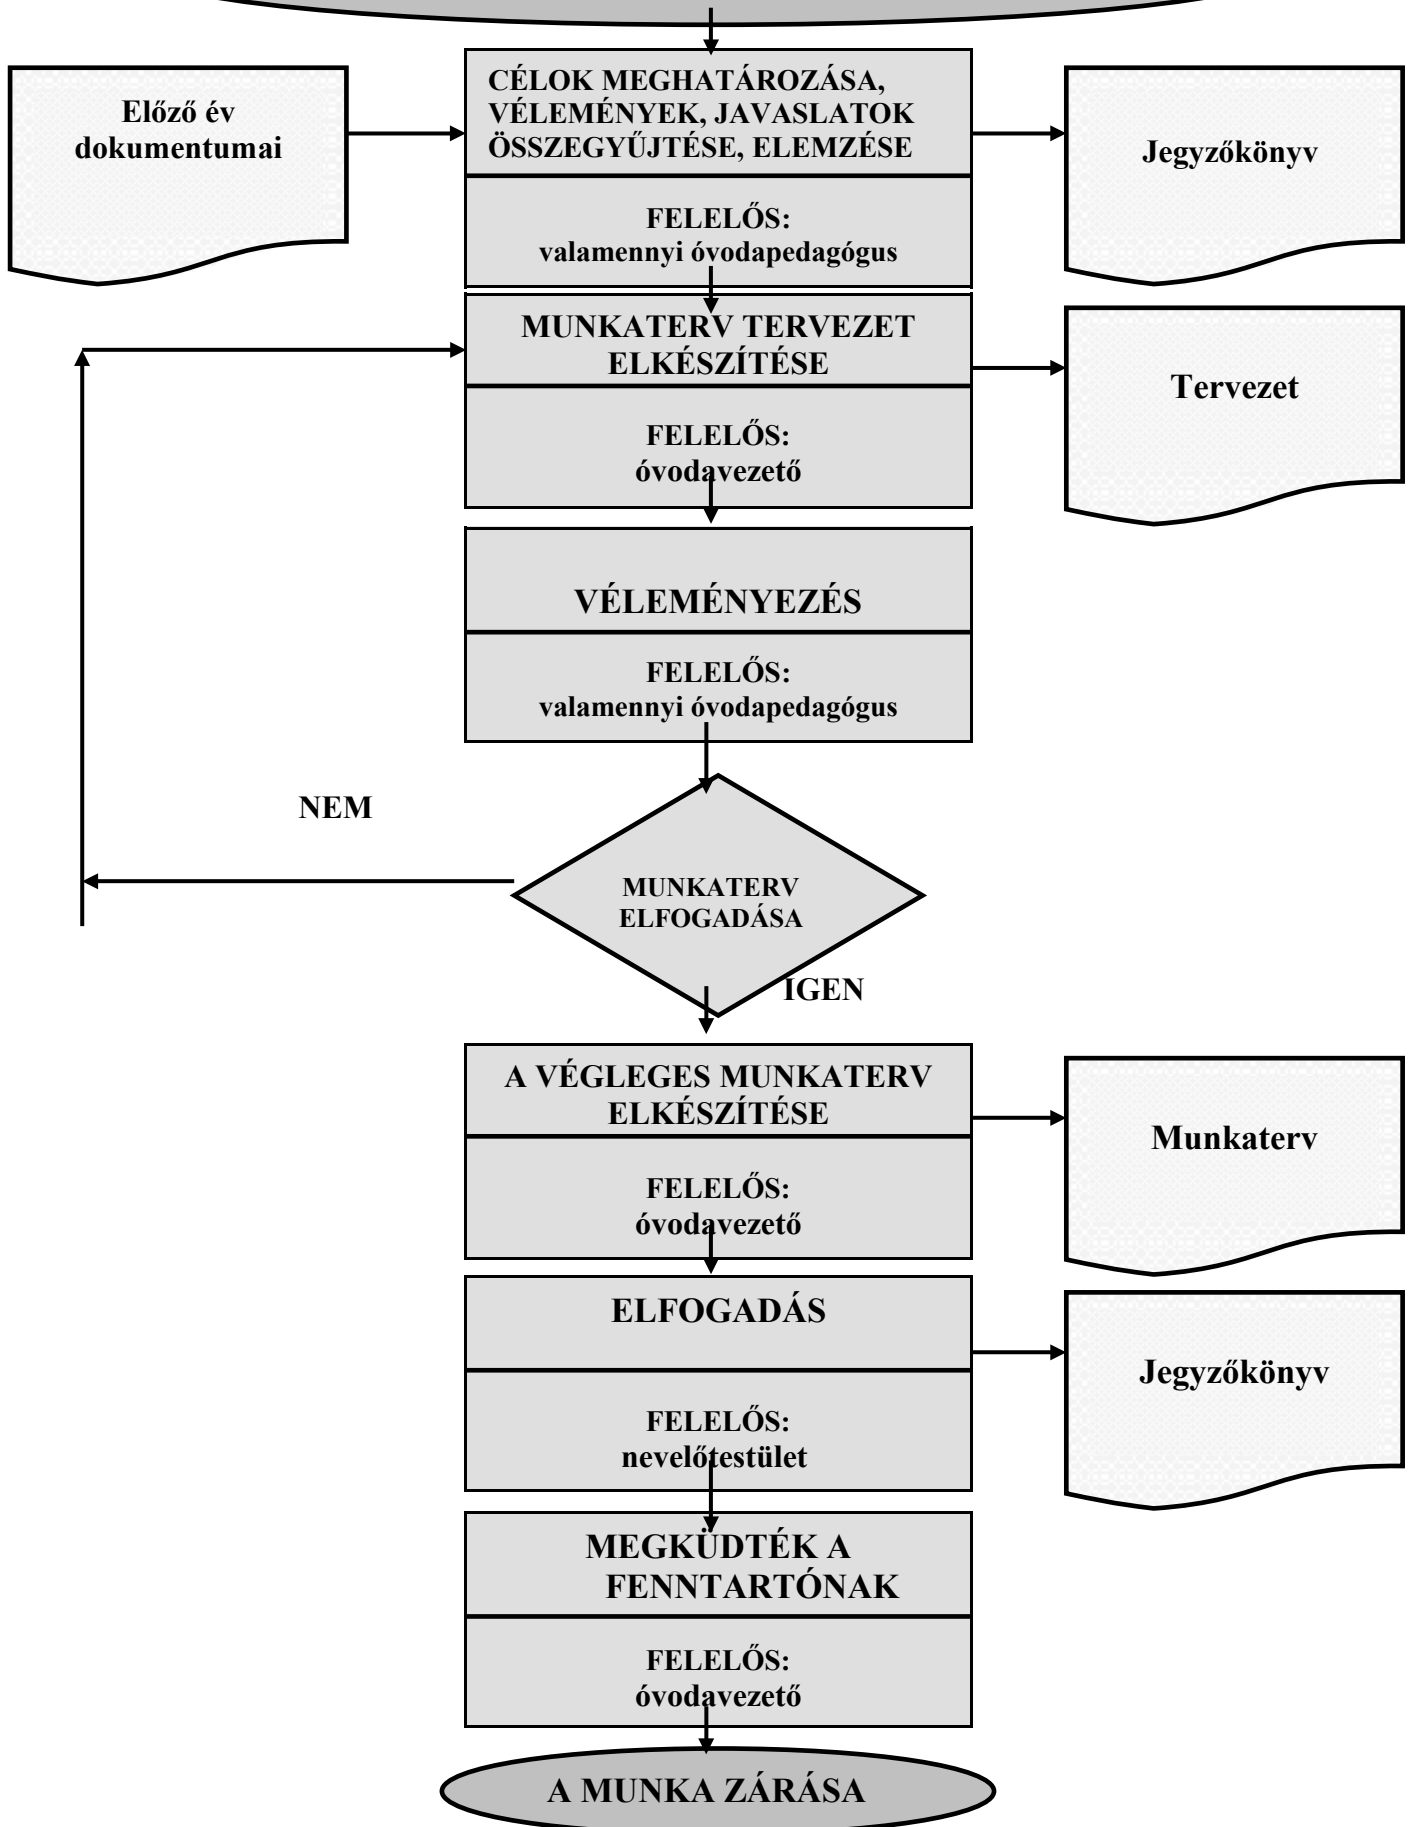 CÉLOK MEGHATÁROZÁSA,
VÉLEMÉNYEK, JAVASLATOK
ÖSSZEGYŰJTÉSE, ELEMZÉSE
Előző év
dokumentumai
Jegyzőkönyv
FELELŐS:
valamennyi óvodapedagógus
MUNKATERV TERVEZET
ELKÉSZÍTÉSE
Tervezet
FELELŐS:
óvodavezető
VÉLEMÉNYEZÉS
FELELŐS:
valamennyi óvodapedagógus
NEM
MUNKATERV
ELFOGADÁSA
IGEN
A VÉGLEGES MUNKATERV
ELKÉSZÍTÉSE
Munkaterv
FELELŐS:
óvodavezető
ELFOGADÁS
Jegyzőkönyv
FELELŐS:
nevelőtestület
MEGKÜDTÉK A
FENNTARTÓNAK
FELELŐS:
óvodavezető
A MUNKA ZÁRÁSA